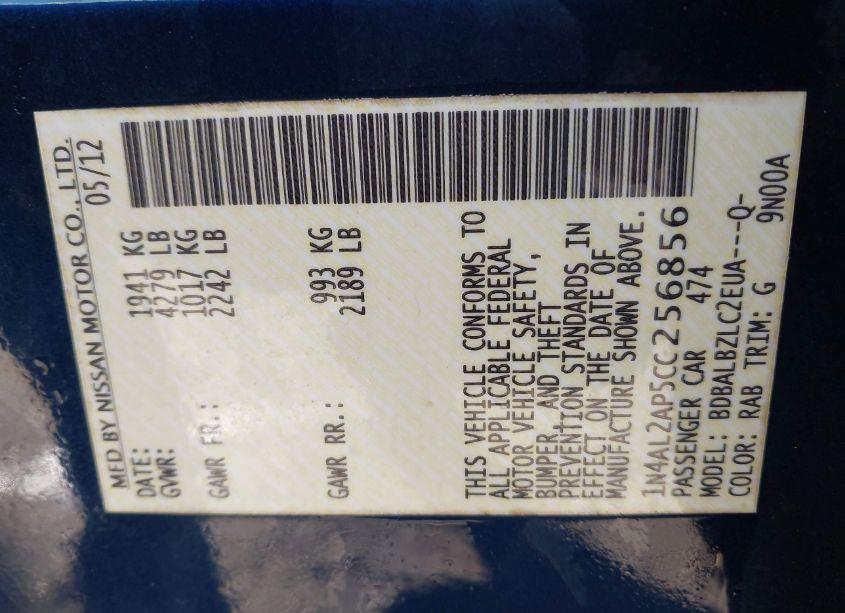 MFD BY NISSAN MOTOR CO., LTD.
DATE: 05/12
GVWR: 1941 KG
4279 LB
GAWR FR.: 1017 KG
2242 LB
GAWR RR.: 993 KG
2189 LB
THIS VEHICLE CONFORMS TO
ALL APPLICABLE FEDERAL
MOTOR VEHICLE SAFETY,
BUMPER, AND THEFT
PREVENTION STANDARDS IN
EFFECT ON THE DATE OF
MANUFACTURE SHOWN ABOVE.
1N4AL2AP5CC256856
PASSENGER CAR 474
MODEL: BDBALBZLC2EUA---Q-
COLOR: RAB TRIM: G 9N00A